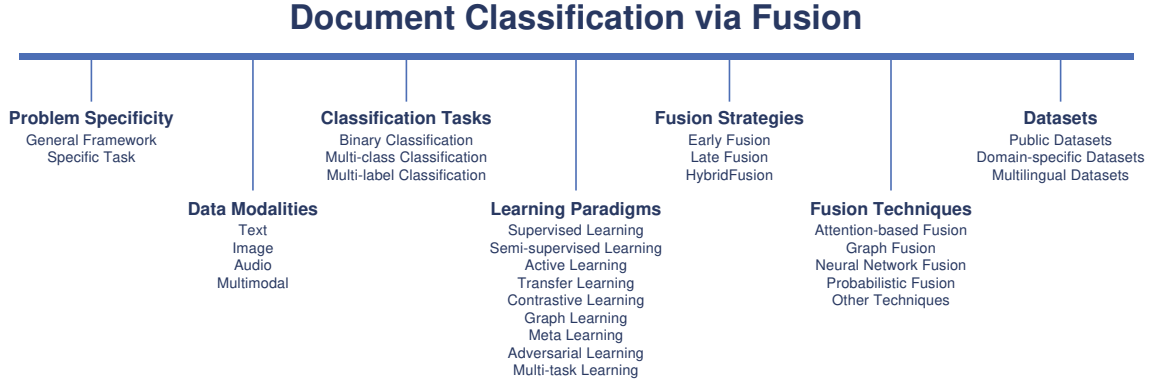 Document Classification via Fusion
Problem Specificity
General Framework
Specific Task
Data Modalities
Text
Image
Audio
Multimodal
Classification Tasks
Binary Classification
Multi-class Classification
Multi-label Classification
Learning Paradigms
Supervised Learning
Semi-supervised Learning
Active Learning
Transfer Learning
Contrastive Learning
Graph Learning
Meta Learning
Adversarial Learning
Multi-task Learning
Fusion Strategies
Early Fusion
Late Fusion
HybridFusion
Fusion Techniques
Attention-based Fusion
Graph Fusion
Neural Network Fusion
Probabilistic Fusion
Other Techniques
Datasets
Public Datasets
Domain-specific Datasets
Multilingual Datasets